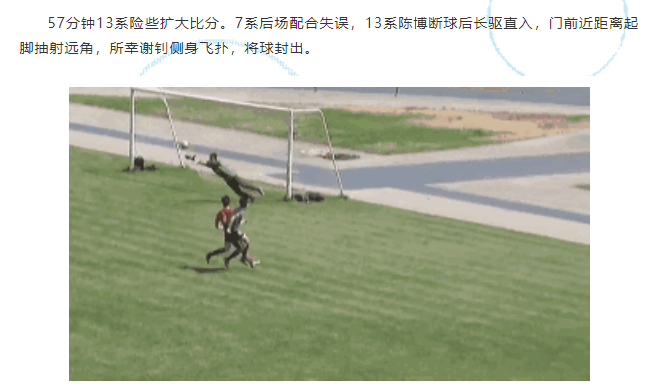 57分钟13系险些扩大比分。7系后场配合失误，13系陈博断球后长驱直入，门前近距离起
脚抽射远角，所幸谢钊侧身飞扑，将球封出。